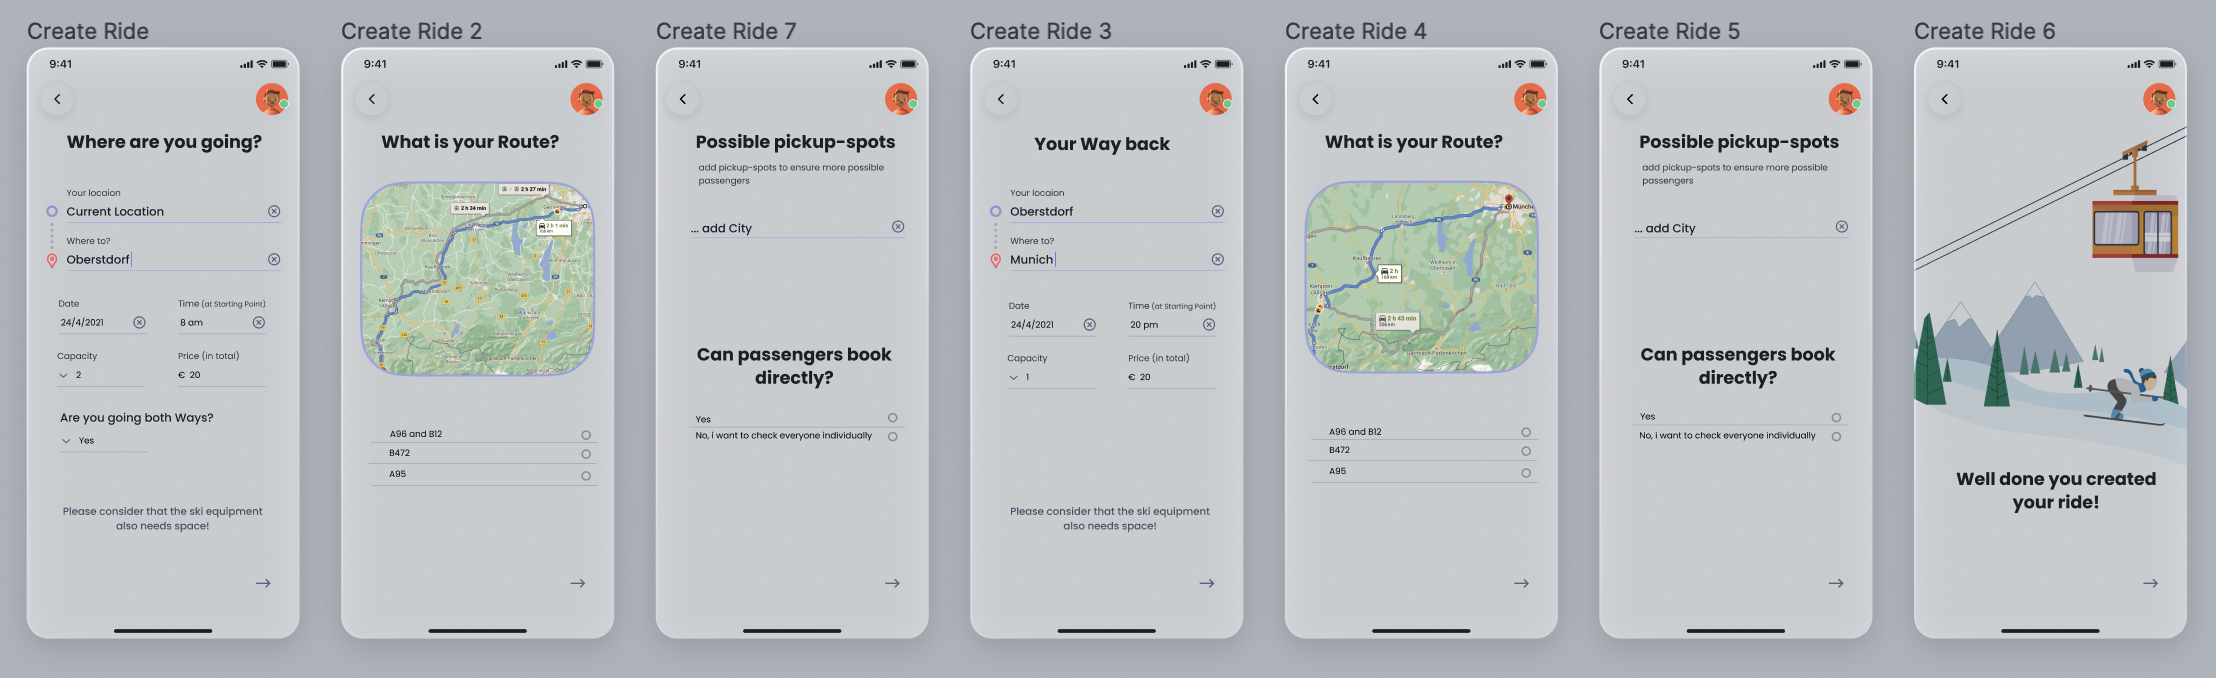 Create Ride
9:41
Where are you going?
Your locaion
Current Location
Where to?
Oberstdorf
Date
Time (at Starting Point)
24/4/2021
8 am
Capacity
Price (in total)
2
€ 20
Are you going both Ways?
Yes
Please consider that the ski equipment
also needs space!
Create Ride 2
9:41
What is your Route?
2 h 27 min
2 h 34 min
2 h 1 min
A96 and B12
B472
A95
Create Ride 7
9:41
Possible pickup-spots
add pickup-spots to ensure more possible
passengers
... add City
Can passengers book
directly?
Yes
No, i want to check everyone individually
Create Ride 3
9:41
Your Way back
Your locaion
Oberstdorf
Where to?
Munich
Date
Time (at Starting Point)
24/4/2021
20 pm
Capacity
Price (in total)
1
€ 20
Please consider that the ski equipment
also needs space!
Create Ride 4
9:41
What is your Route?
Münche
Landsberg
Kaufbeuren
Weilheim in
Oberbayern
2 h
Kempten
(Allgäu)
2 h 43 min
Garmisch-Partenkirchen
A96 and B12
B472
A95
Create Ride 5
9:41
Possible pickup-spots
add pickup-spots to ensure more possible
passengers
... add City
Can passengers book
directly?
Yes
No, i want to check everyone individually
Create Ride 6
9:41
Well done you created
your ride!